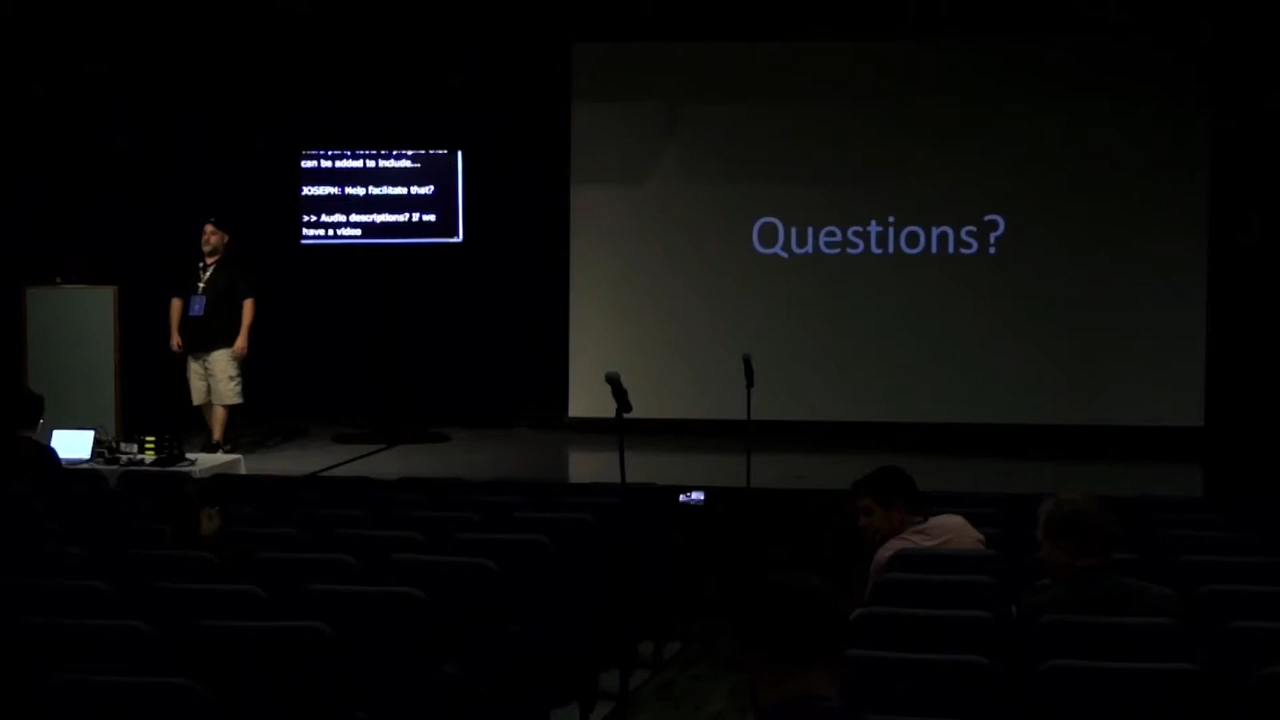 can be added to include...
JOSEPH: Help facilitate that?
>> Audio descriptions? If we
have a video
Questions?